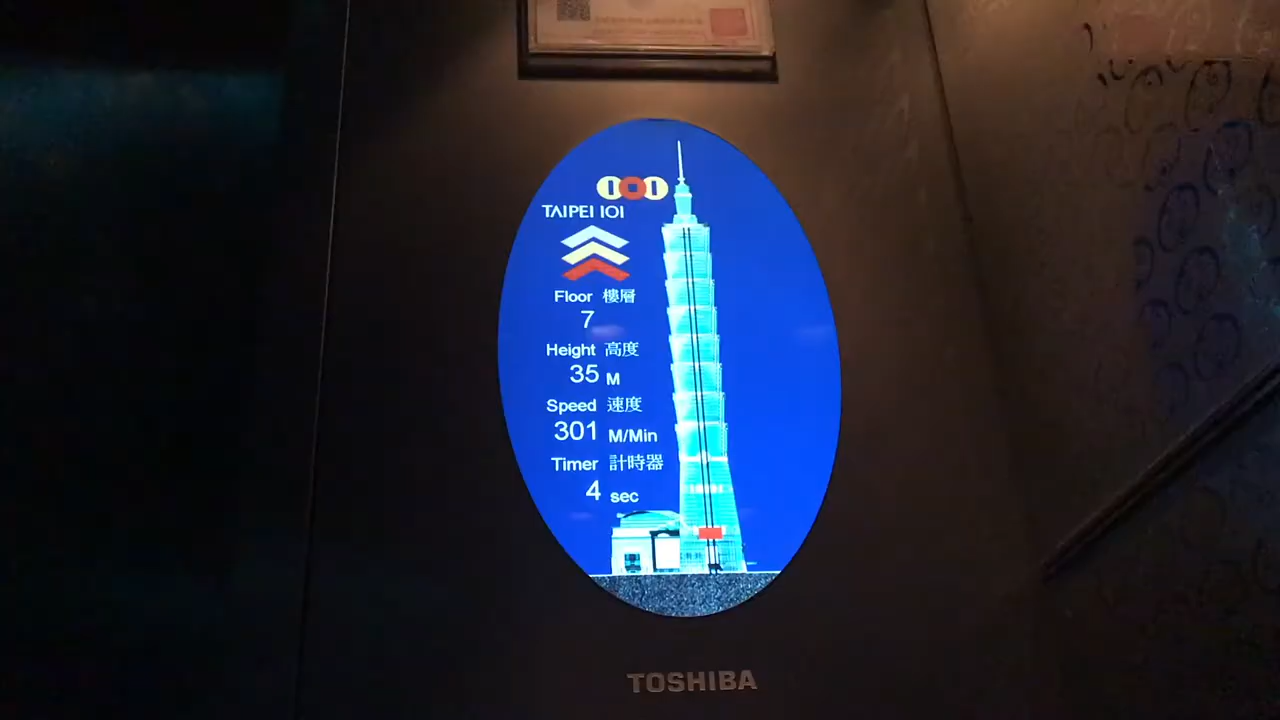 TAIPEI 101
Floor 樓層
7
Height 高度
35 M
Speed 速度
301 M/Min
Timer 計時器
4 sec
TOSHIBA